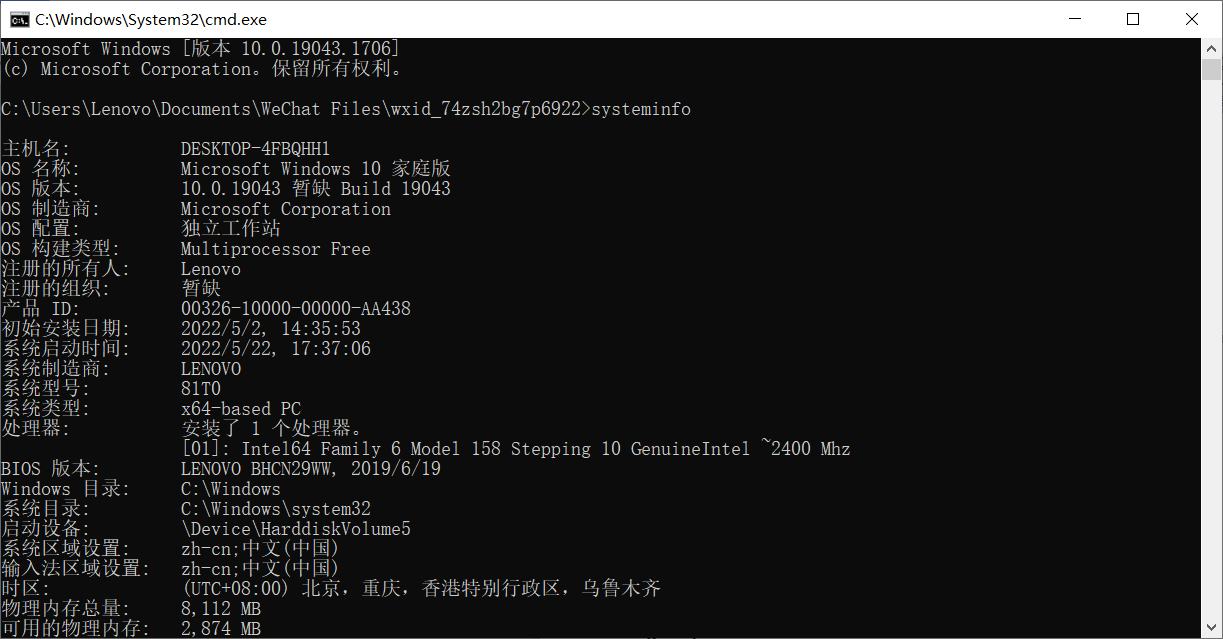 C:\Windows\System32\cmd.exe
Microsoft Windows [版本 10.0.19043.1706]
(c) Microsoft Corporation。保留所有权利。
C:\Users\Lenovo\Documents\WeChat Files\wxid_74zsh2bg7p6922>systeminfo
主机名: DESKTOP-4FBQHH1
OS 名称: Microsoft Windows 10 家庭版
OS 版本: 10.0.19043 暂缺 Build 19043
OS 制造商: Microsoft Corporation
OS 配置: 独立工作站
OS 构建类型: Multiprocessor Free
注册的所有人: Lenovo
注册的组织: 暂缺
产品 ID: 00326-10000-00000-AA438
初始安装日期: 2022/5/2, 14:35:53
系统启动时间: 2022/5/22, 17:37:06
系统制造商: LENOVO
系统型号: 81T0
系统类型: x64-based PC
处理器: 安装了 1 个处理器。
[01]: Intel64 Family 6 Model 158 Stepping 10 GenuineIntel ~2400 Mhz
BIOS 版本: LENOVO BHCN29WW, 2019/6/19
Windows 目录: C:\Windows
系统目录: C:\Windows\system32
启动设备: \Device\HarddiskVolume5
系统区域设置: zh-cn;中文(中国)
输入法区域设置: zh-cn;中文(中国)
时区: (UTC+08:00) 北京，重庆，香港特别行政区，乌鲁木齐
物理内存总量: 8,112 MB
可用的物理内存: 2,874 MB